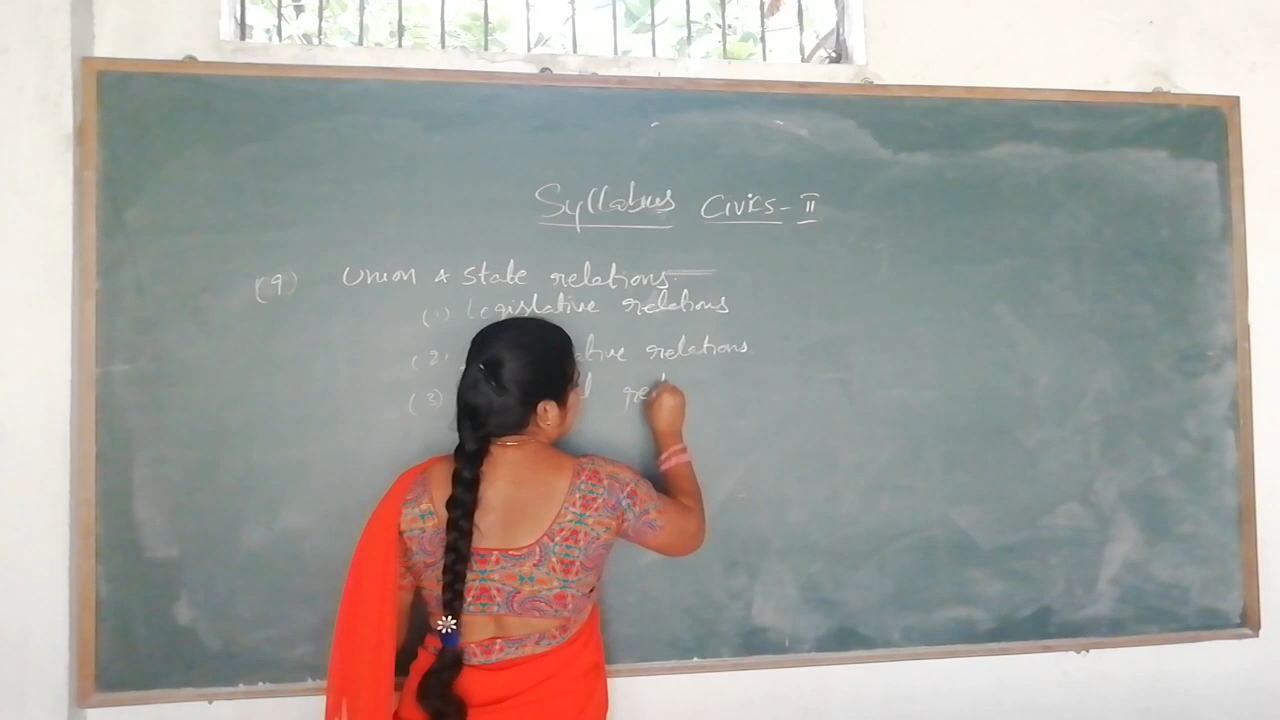 Syllabus Civics - II
(9) Union & State relations.
(1) Legislative relations
(2) relations
(3)